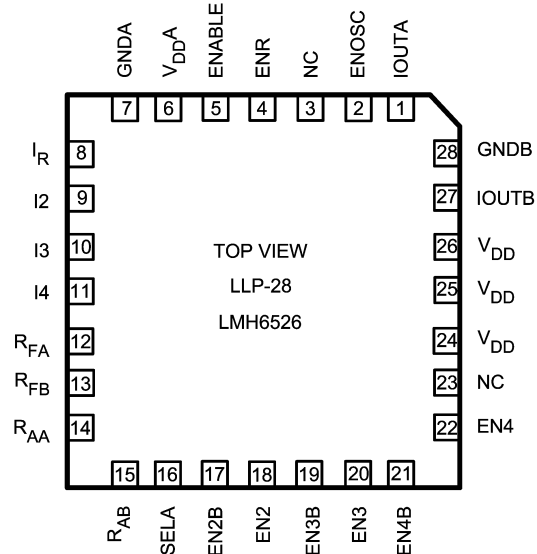 GNDA
VDDA
ENABLE
ENR
NC
ENOSC
IOUTA
7
6
5
4
3
2
1
IR
8
28
GNDB
I2
9
27
IOUTB
I3
10
26
VDD
I4
11
25
VDD
RFA
12
24
VDD
RFB
13
23
NC
RAA
14
22
EN4
TOP VIEW
LLP-28
LMH6526
15
16
17
18
19
20
21
RAB
SELA
EN2B
EN2
EN3B
EN3
EN4B